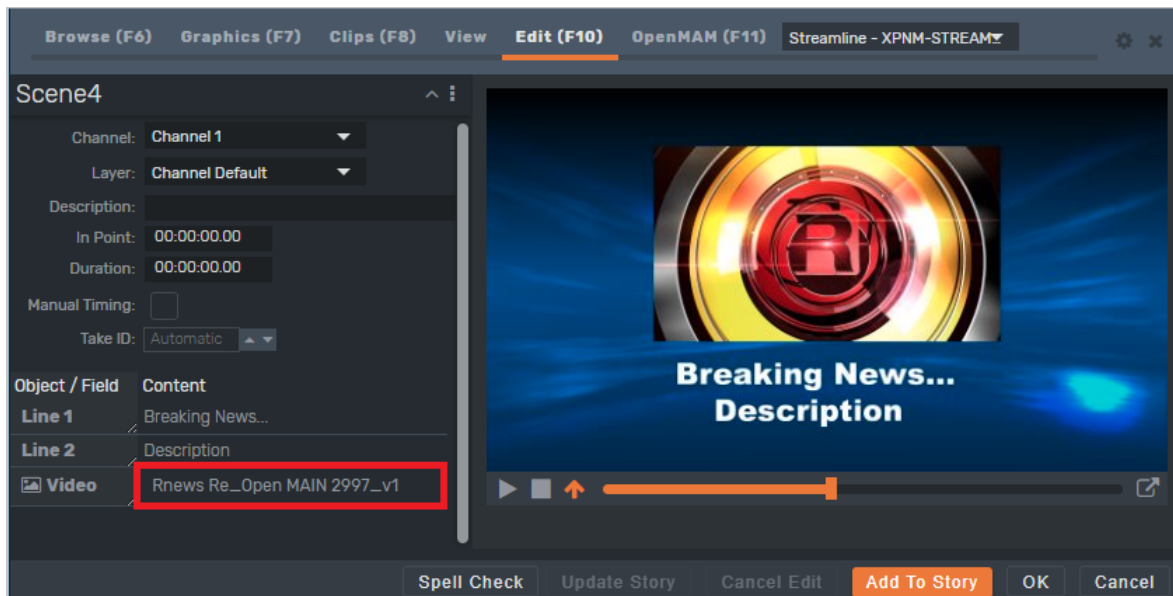 Browse (F6) Graphics (F7) Clips (F8) View Edit (F10) OpenMAM (F11) Streamline - XPNM-STREAM
Scene4
Channel: Channel 1
Layer: Channel Default
Description:
In Point: 00:00:00.00
Duration: 00:00:00.00
Manual Timing:
Take ID: Automatic
Object / Field Content
Line 1 Breaking News...
Line 2 Description
Video Rnews Re_Open MAIN 2997_v1
R
Breaking News...
Description
Spell Check Update Story Cancel Edit Add To Story OK Cancel